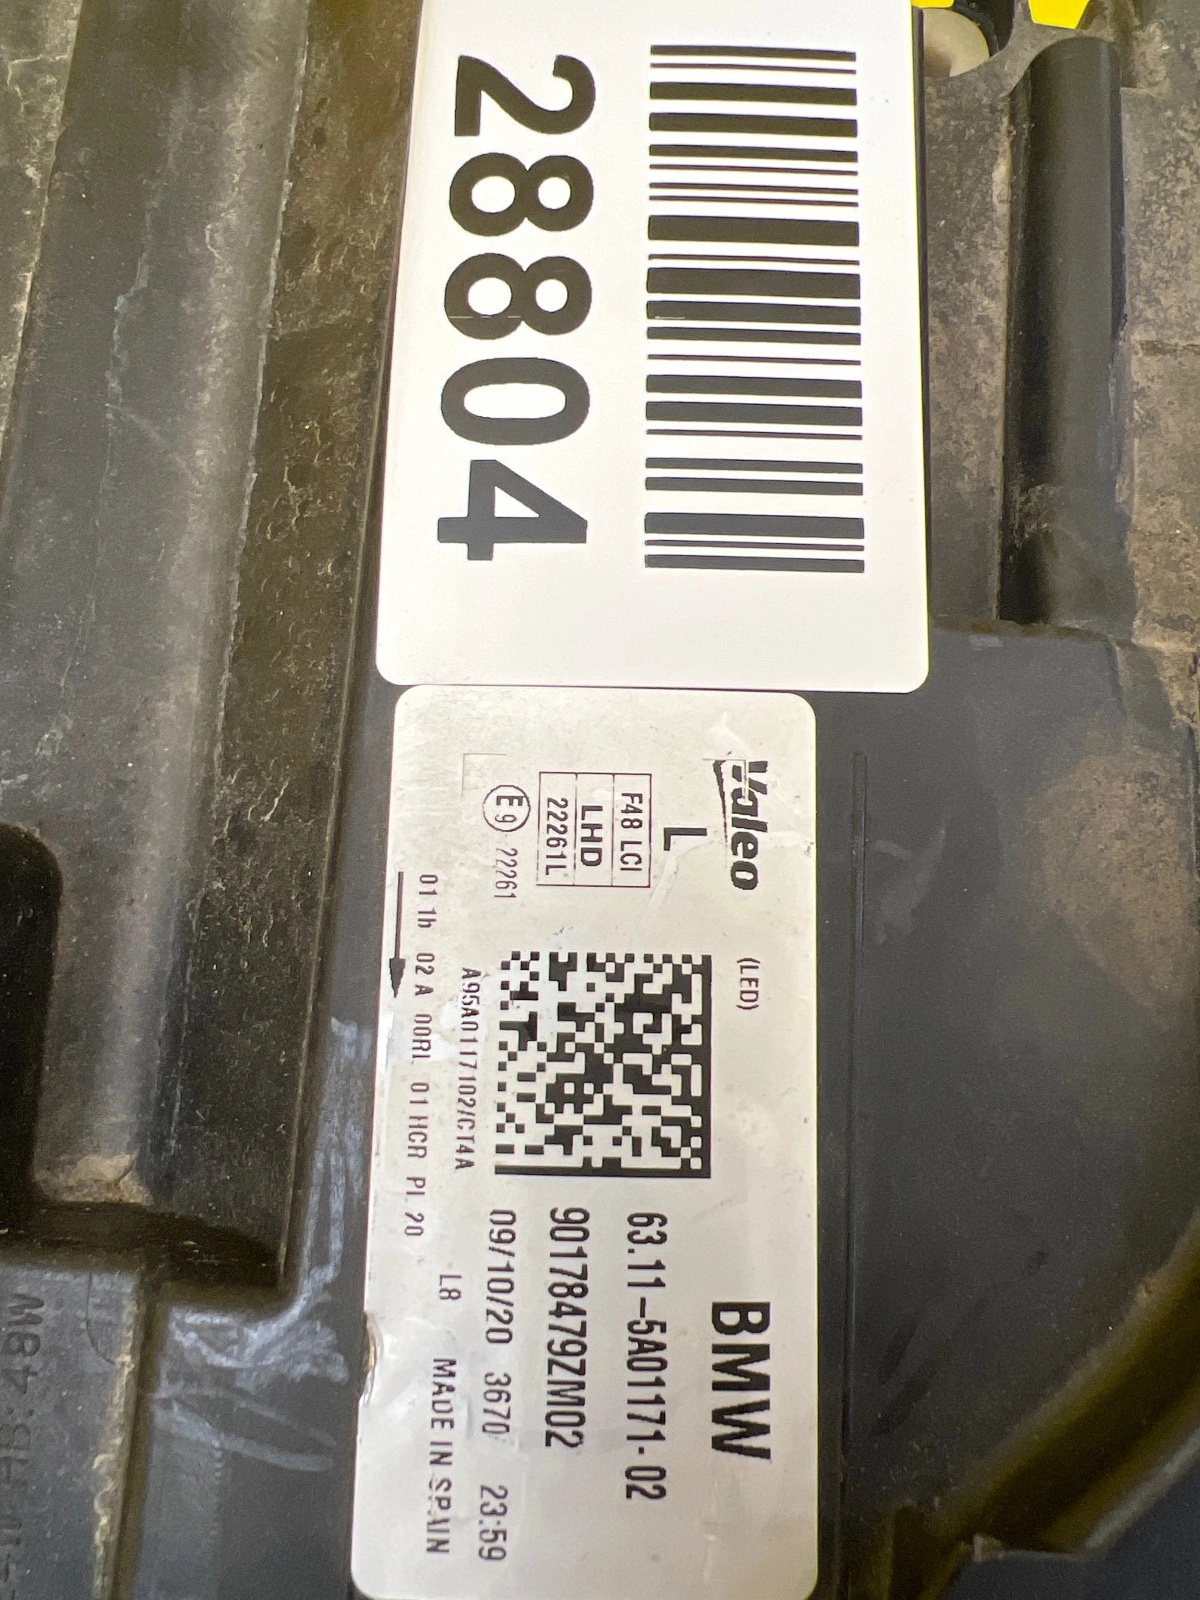 28804
Valeo
(LED)
BMW
L
F48 LCI
LHD
22261L
63.11-5A01171-02
90178479ZM02
E9 22261
09/10/20 3670 23:59
A95A0117102/CT4A
L8 MADE IN SPAIN
01 1h 02 A 00RL 01 HCR PL 20